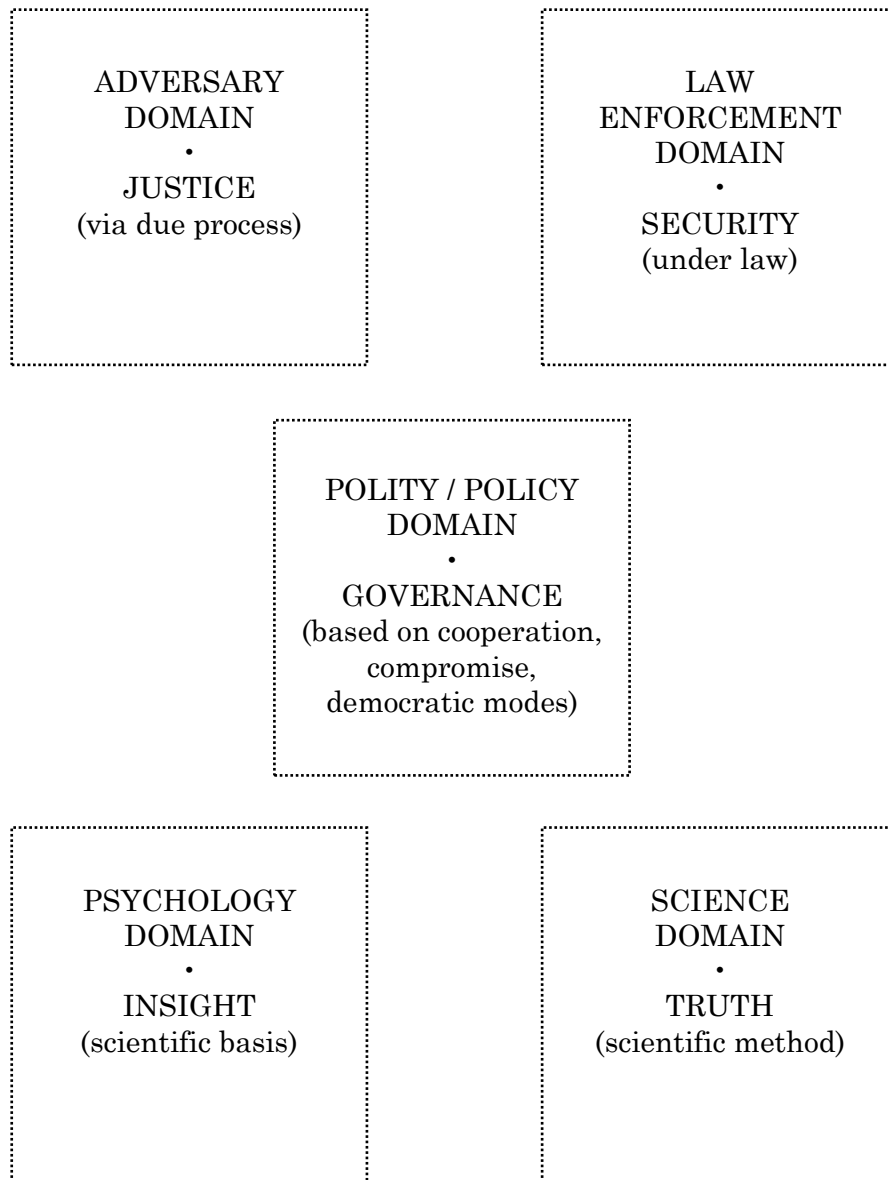 ADVERSARY
DOMAIN
•
JUSTICE
(via due process)
LAW
ENFORCEMENT
DOMAIN
•
SECURITY
(under law)
POLITY / POLICY
DOMAIN
•
GOVERNANCE
(based on cooperation,
compromise,
democratic modes)
PSYCHOLOGY
DOMAIN
•
INSIGHT
(scientific basis)
SCIENCE
DOMAIN
•
TRUTH
(scientific method)